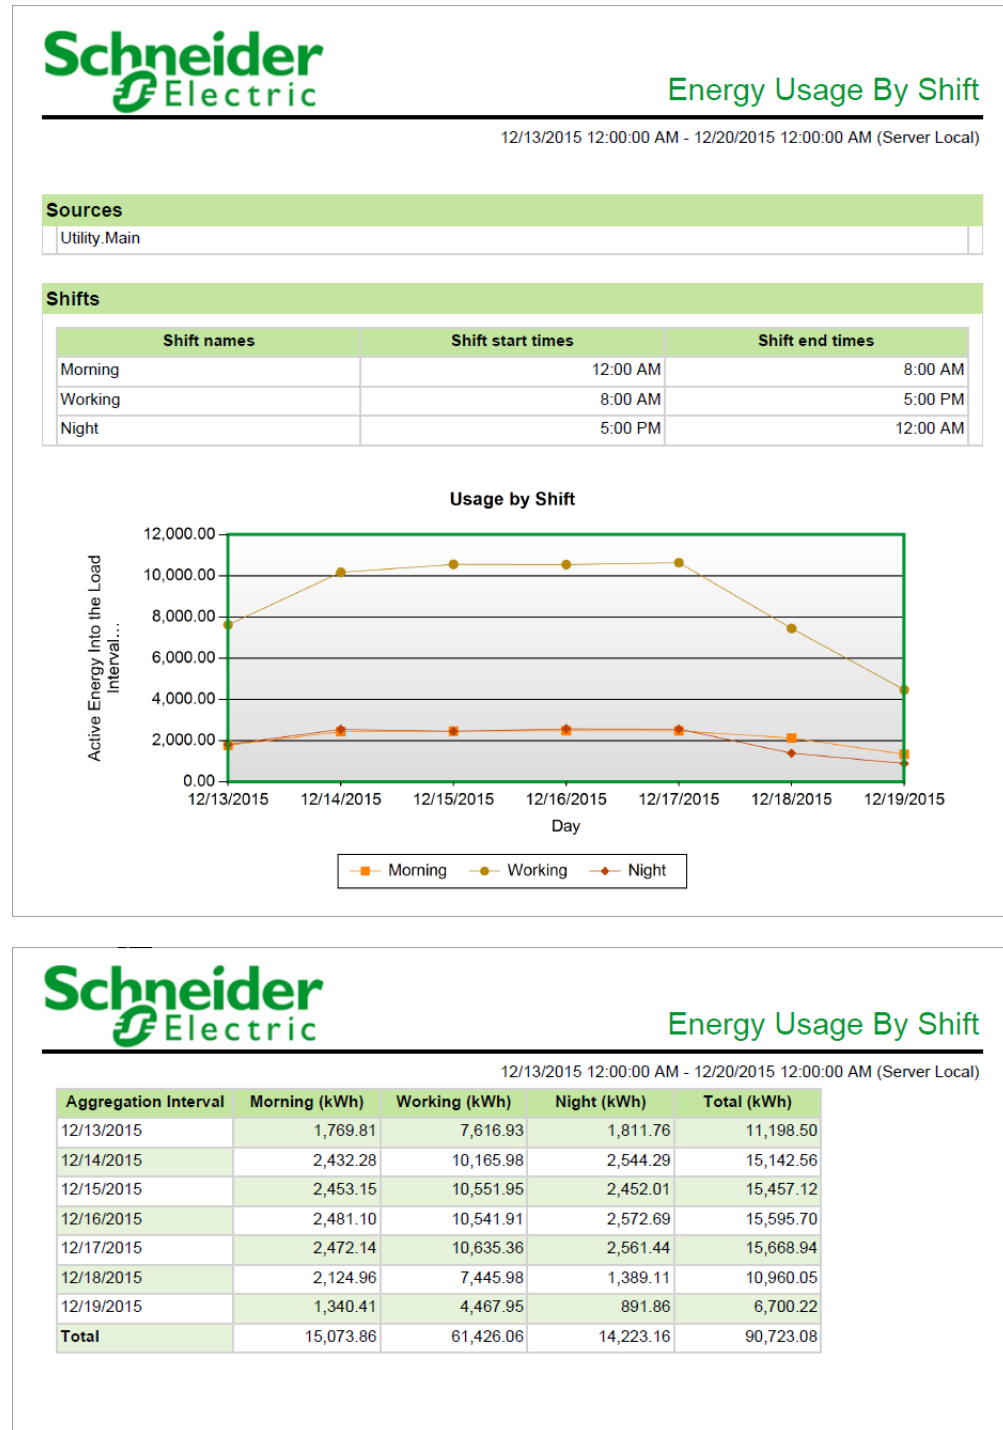 Schneider
Electric
Energy Usage By Shift
12/13/2015 12:00:00 AM - 12/20/2015 12:00:00 AM (Server Local)
Sources
Utility.Main
Shifts
Shift names Shift start times Shift end times
Morning 12:00 AM 8:00 AM
Working 8:00 AM 5:00 PM
Night 5:00 PM 12:00 AM
Usage by Shift
Active Energy Into the Load
Interval...
12,000.00
10,000.00
8,000.00
6,000.00
4,000.00
2,000.00
0.00
12/13/2015 12/14/2015 12/15/2015 12/16/2015 12/17/2015 12/18/2015 12/19/2015
Day
Morning Working Night
Schneider
Electric
Energy Usage By Shift
12/13/2015 12:00:00 AM - 12/20/2015 12:00:00 AM (Server Local)
Aggregation Interval Morning (kWh) Working (kWh) Night (kWh) Total (kWh)
12/13/2015 1,769.81 7,616.93 1,811.76 11,198.50
12/14/2015 2,432.28 10,165.98 2,544.29 15,142.56
12/15/2015 2,453.15 10,551.95 2,452.01 15,457.12
12/16/2015 2,481.10 10,541.91 2,572.69 15,595.70
12/17/2015 2,472.14 10,635.36 2,561.44 15,668.94
12/18/2015 2,124.96 7,445.98 1,389.11 10,960.05
12/19/2015 1,340.41 4,467.95 891.86 6,700.22
Total 15,073.86 61,426.06 14,223.16 90,723.08